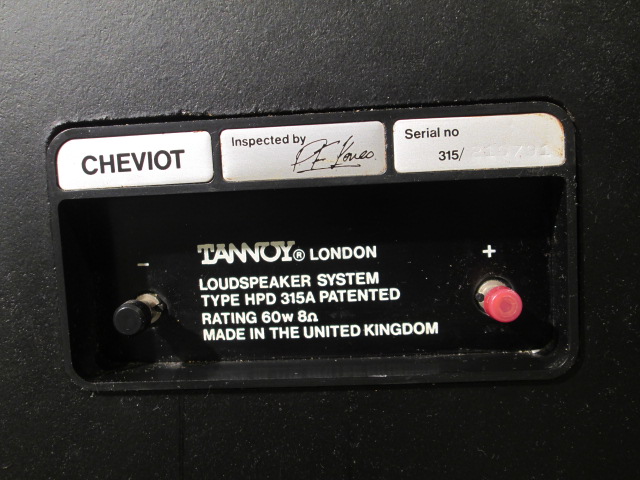 CHEVIOT
Inspected by
Serial no
315/
-
+
TANNOY® LONDON
LOUDSPEAKER SYSTEM
TYPE HPD 315A PATENTED
RATING 60w 8Ω
MADE IN THE UNITED KINGDOM